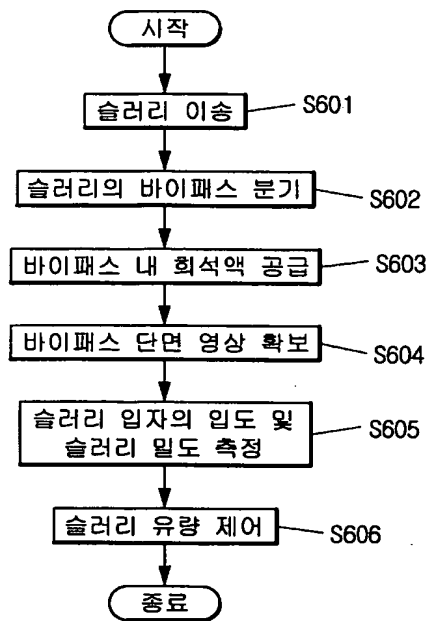 시작
슬러리 이송
S601
슬러리의 바이패스 분기
S602
바이패스 내 희석액 공급
S603
바이패스 단면 영상 확보
S604
슬러리 입자의 입도 및
슬러리 밀도 측정
S605
슬러리 유량 제어
S606
종료